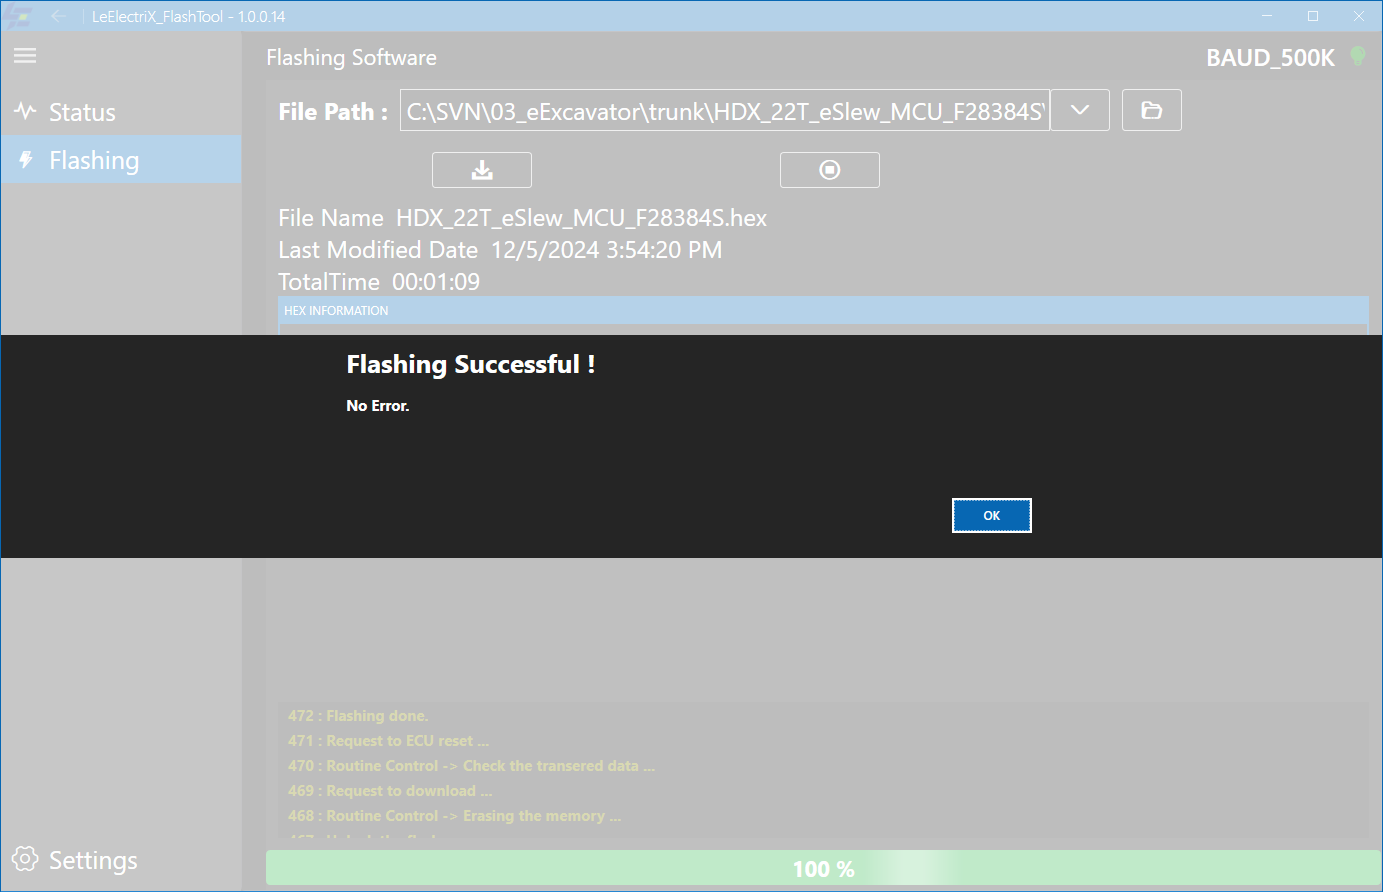 LeElectriX_FlashTool - 1.0.0.14
Flashing Software
BAUD_500K
Status
Flashing
File Path :
C:\SVN\03_eExcavator\trunk\HDX_22T_eSlew_MCU_F28384S\
File Name HDX_22T_eSlew_MCU_F28384S.hex
Last Modified Date 12/5/2024 3:54:20 PM
TotalTime 00:01:09
HEX INFORMATION
Flashing Successful !
No Error.
OK
472 : Flashing done.
471 : Request to ECU reset ...
470 : Routine Control -> Check the transered data ...
469 : Request to download ...
468 : Routine Control -> Erasing the memory ...
Settings
100 %